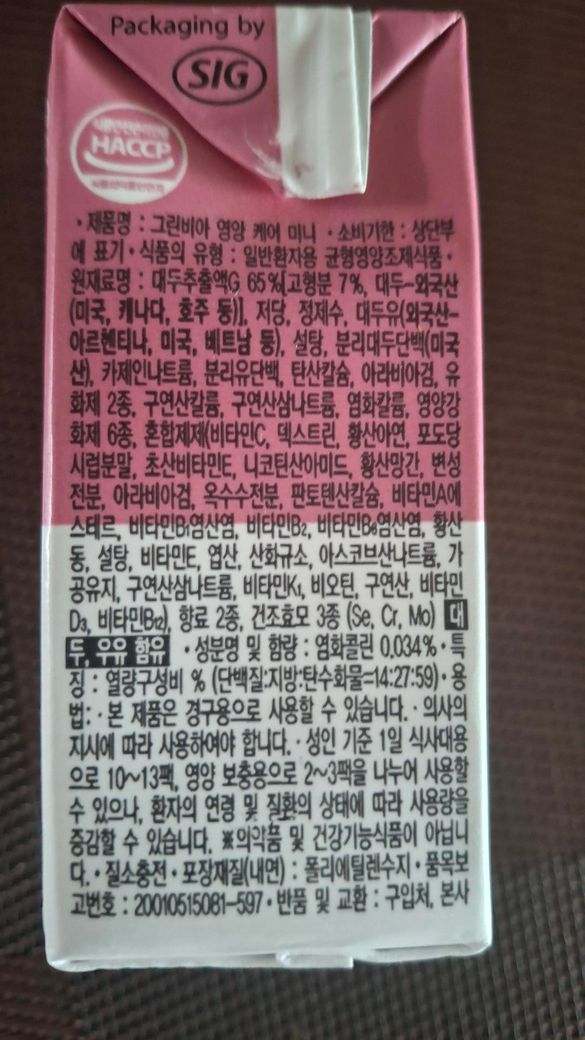 Packaging by
SIG
HACCP
· 제품명 : 그린비아 영양 케어 미니 · 소비기한 : 상단부
에 표기 · 식품의 유형 : 일반환자용 균형영양조제식품 ·
원재료명 : 대두추출액G 65%[고형분 7%, 대두-외국산
(미국, 캐나다, 호주 등)], 저당, 정제수, 대두유(외국산-
아르헨티나, 미국, 베트남 등), 설탕, 분리대두단백(미국
산), 카제인나트륨, 분리유단백, 탄산칼슘, 아라비아검, 유
화제 2종, 구연산칼륨, 구연산삼나트륨, 염화칼륨, 영양강
화제 6종, 혼합제제(비타민C, 덱스트린, 황산아연, 포도당
시럽분말, 초산비타민E, 니코틴산아미드, 황산망간, 변성
전분, 아라비아검, 옥수수전분, 판토텐산칼슘, 비타민A에
스테르, 비타민B₁염산염, 비타민B₂, 비타민B₆염산염, 황산
동, 설탕, 비타민E, 엽산, 산화규소, 아스코브산나트륨, 가
공유지, 구연산삼나트륨, 비타민K₁, 비오틴, 구연산, 비타민
D₃, 비타민B₁₂), 향료 2종, 건조효모 3종 (Se, Cr, Mo) 대
두, 우유 함유 · 성분명 및 함량 : 염화콜린 0.034% · 특
징 : 열량구성비 % (단백질:지방:탄수화물=14:27:59) · 용
법: · 본 제품은 경구용으로 사용할 수 있습니다. · 의사의
지시에 따라 사용하여야 합니다. · 성인 기준 1일 식사대용
으로 10~13팩, 영양 보충용으로 2~3팩을 나누어 사용할
수 있으나, 환자의 연령 및 질환의 상태에 따라 사용량을
증감할 수 있습니다. ※의약품 및 건강기능식품이 아닙니
다. · 질소충전 · 포장재질(내면) : 폴리에틸렌수지 · 품목보
고번호 : 20010515081-597 · 반품 및 교환 : 구입처, 본사